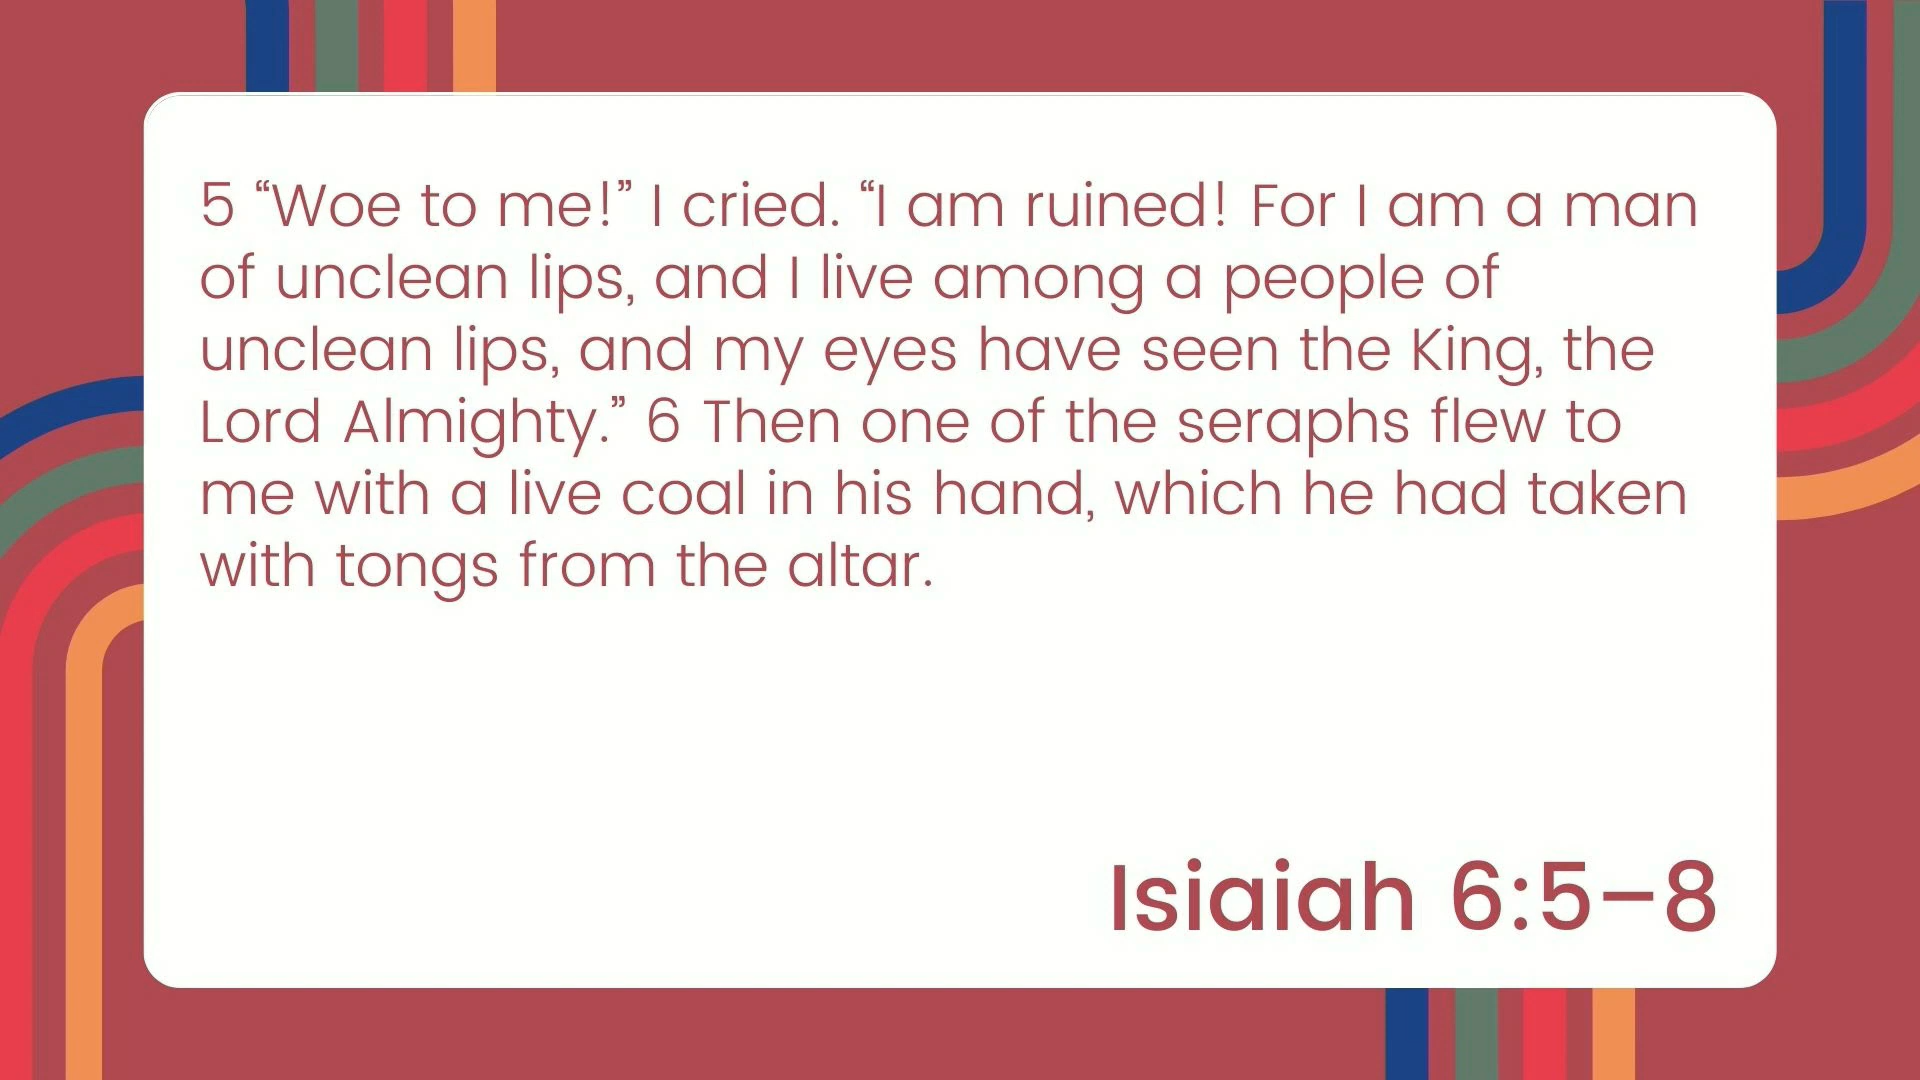 5 “Woe to me!” I cried. “I am ruined! For I am a man
of unclean lips, and I live among a people of
unclean lips, and my eyes have seen the King, the
Lord Almighty.” 6 Then one of the seraphs flew to
me with a live coal in his hand, which he had taken
with tongs from the altar.
Isiaiah 6:5–8